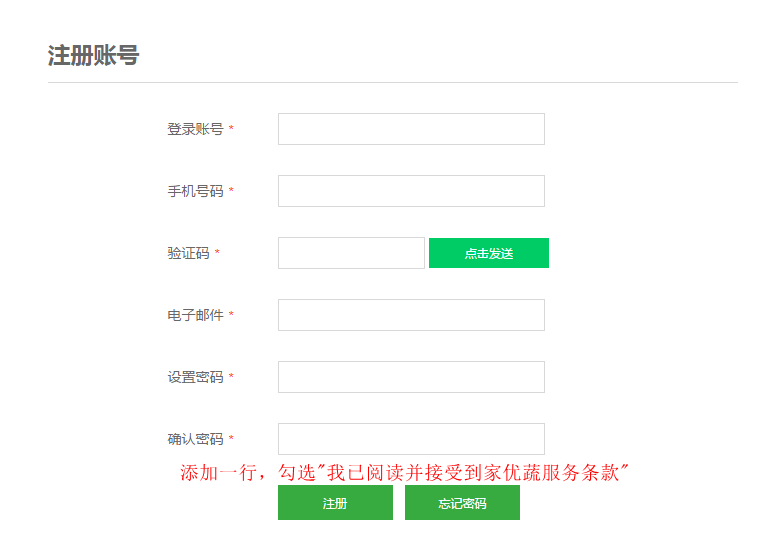 注册账号
登录账号 *
手机号码 *
验证码 *
点击发送
电子邮件 *
设置密码 *
确认密码 *
添加一行，勾选"我已阅读并接受到家优蔬服务条款"
注册
忘记密码